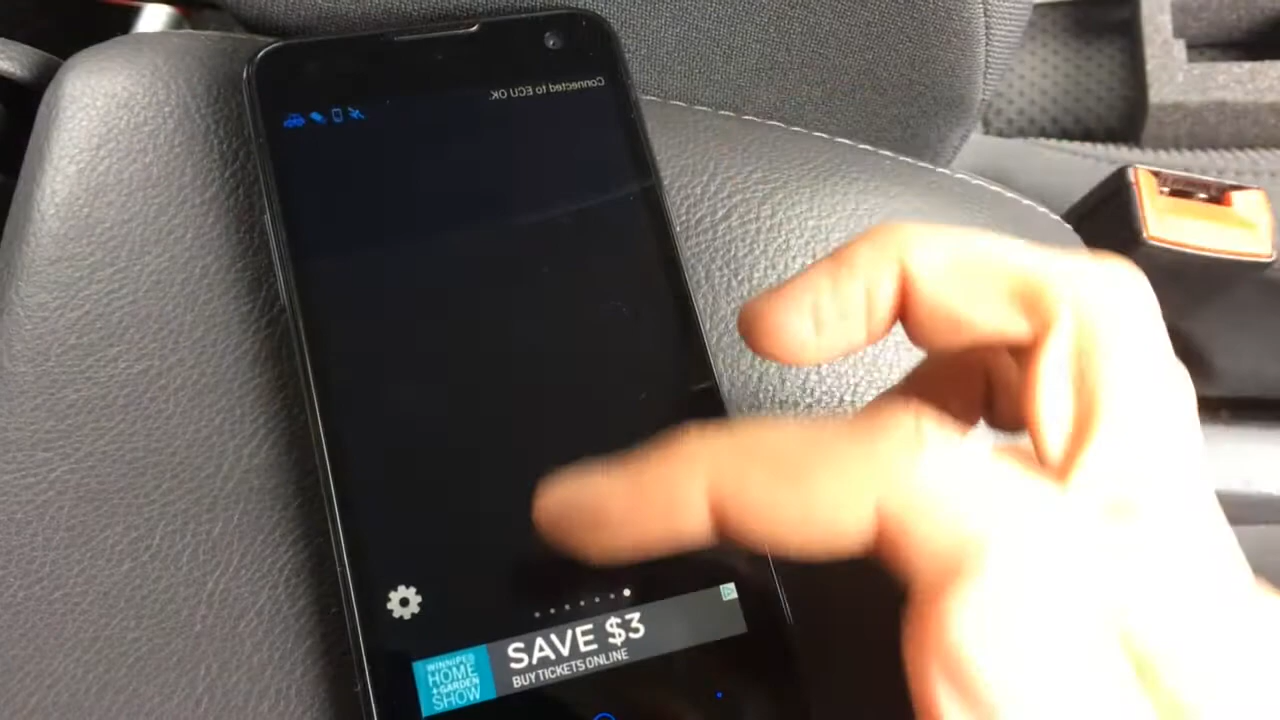 Connected to ECU OK.
SAVE $3
BUY TICKETS ONLINE
WINNIPEG
HOME
+GARDEN
SHOW